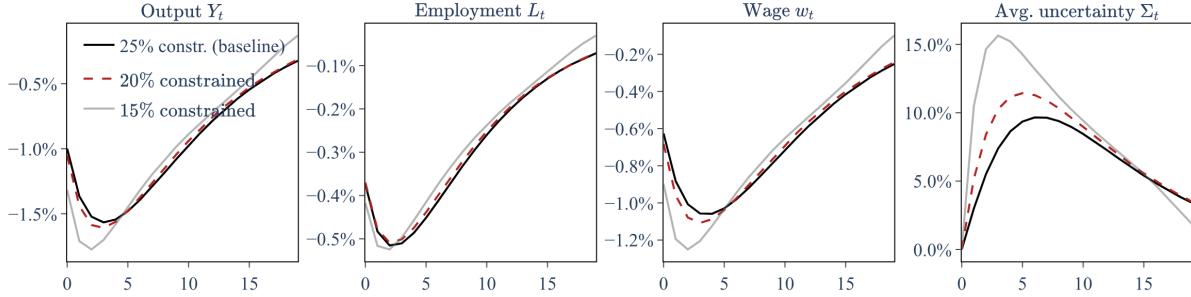 Output Y_t
25% constr. (baseline)
20% constrained
15% constrained
−0.5%
−1.0%
−1.5%
0 5 10 15
Employment L_t
−0.1%
−0.2%
−0.3%
−0.4%
−0.5%
0 5 10 15
Wage w_t
−0.2%
−0.4%
−0.6%
−0.8%
−1.0%
−1.2%
0 5 10 15
Avg. uncertainty Σ_t
15.0%
10.0%
5.0%
0.0%
0 5 10 15